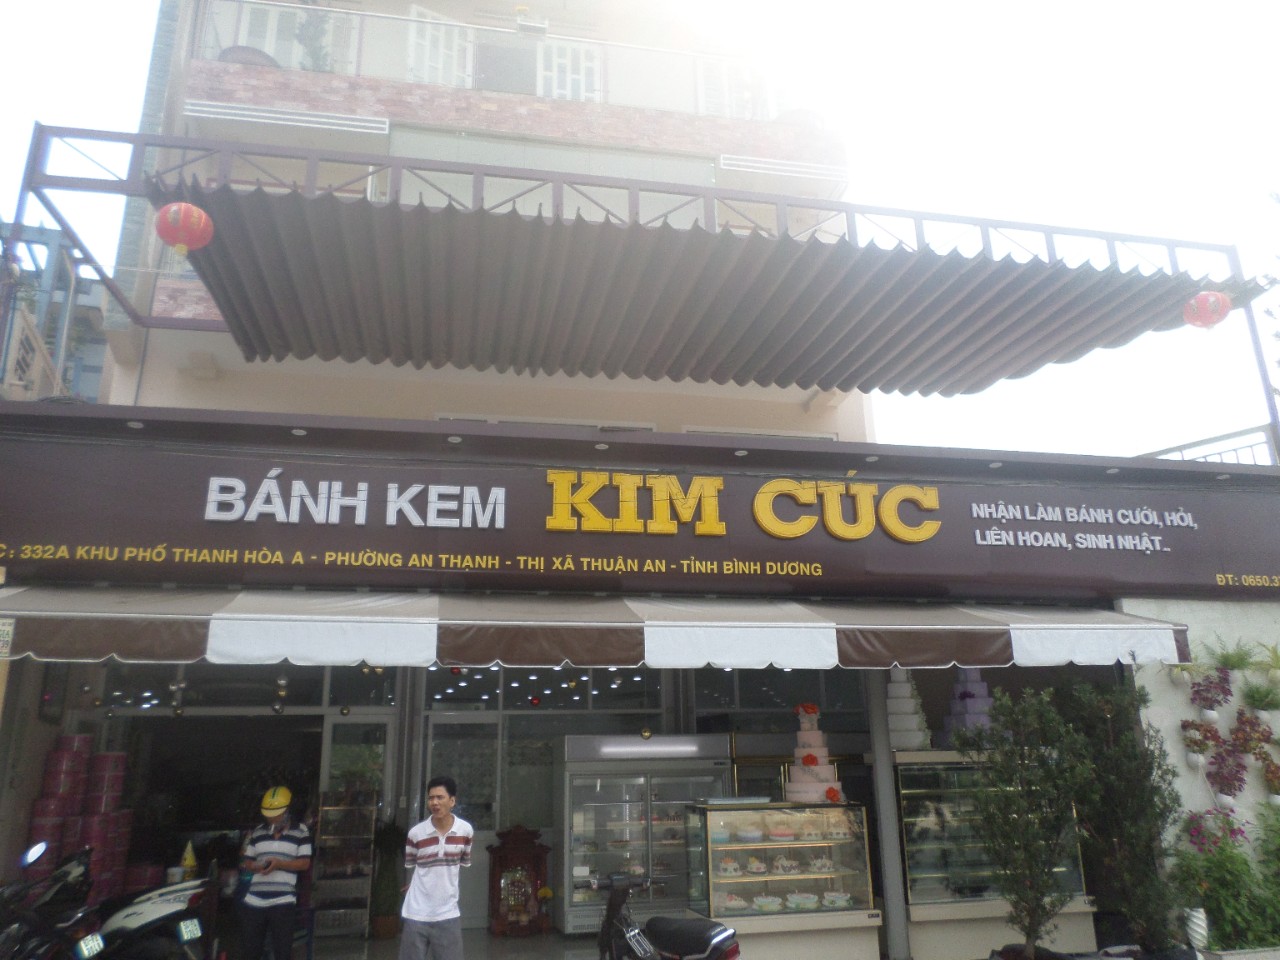 BÁNH KEM KIM CÚC
NHẬN LÀM BÁNH CƯỚI, HỎI,
LIÊN HOAN, SINH NHẬT...
C: 332A KHU PHỐ THANH HÒA A - PHƯỜNG AN THẠNH - THỊ XÃ THUẬN AN - TỈNH BÌNH DƯƠNG
ĐT: 0650.3